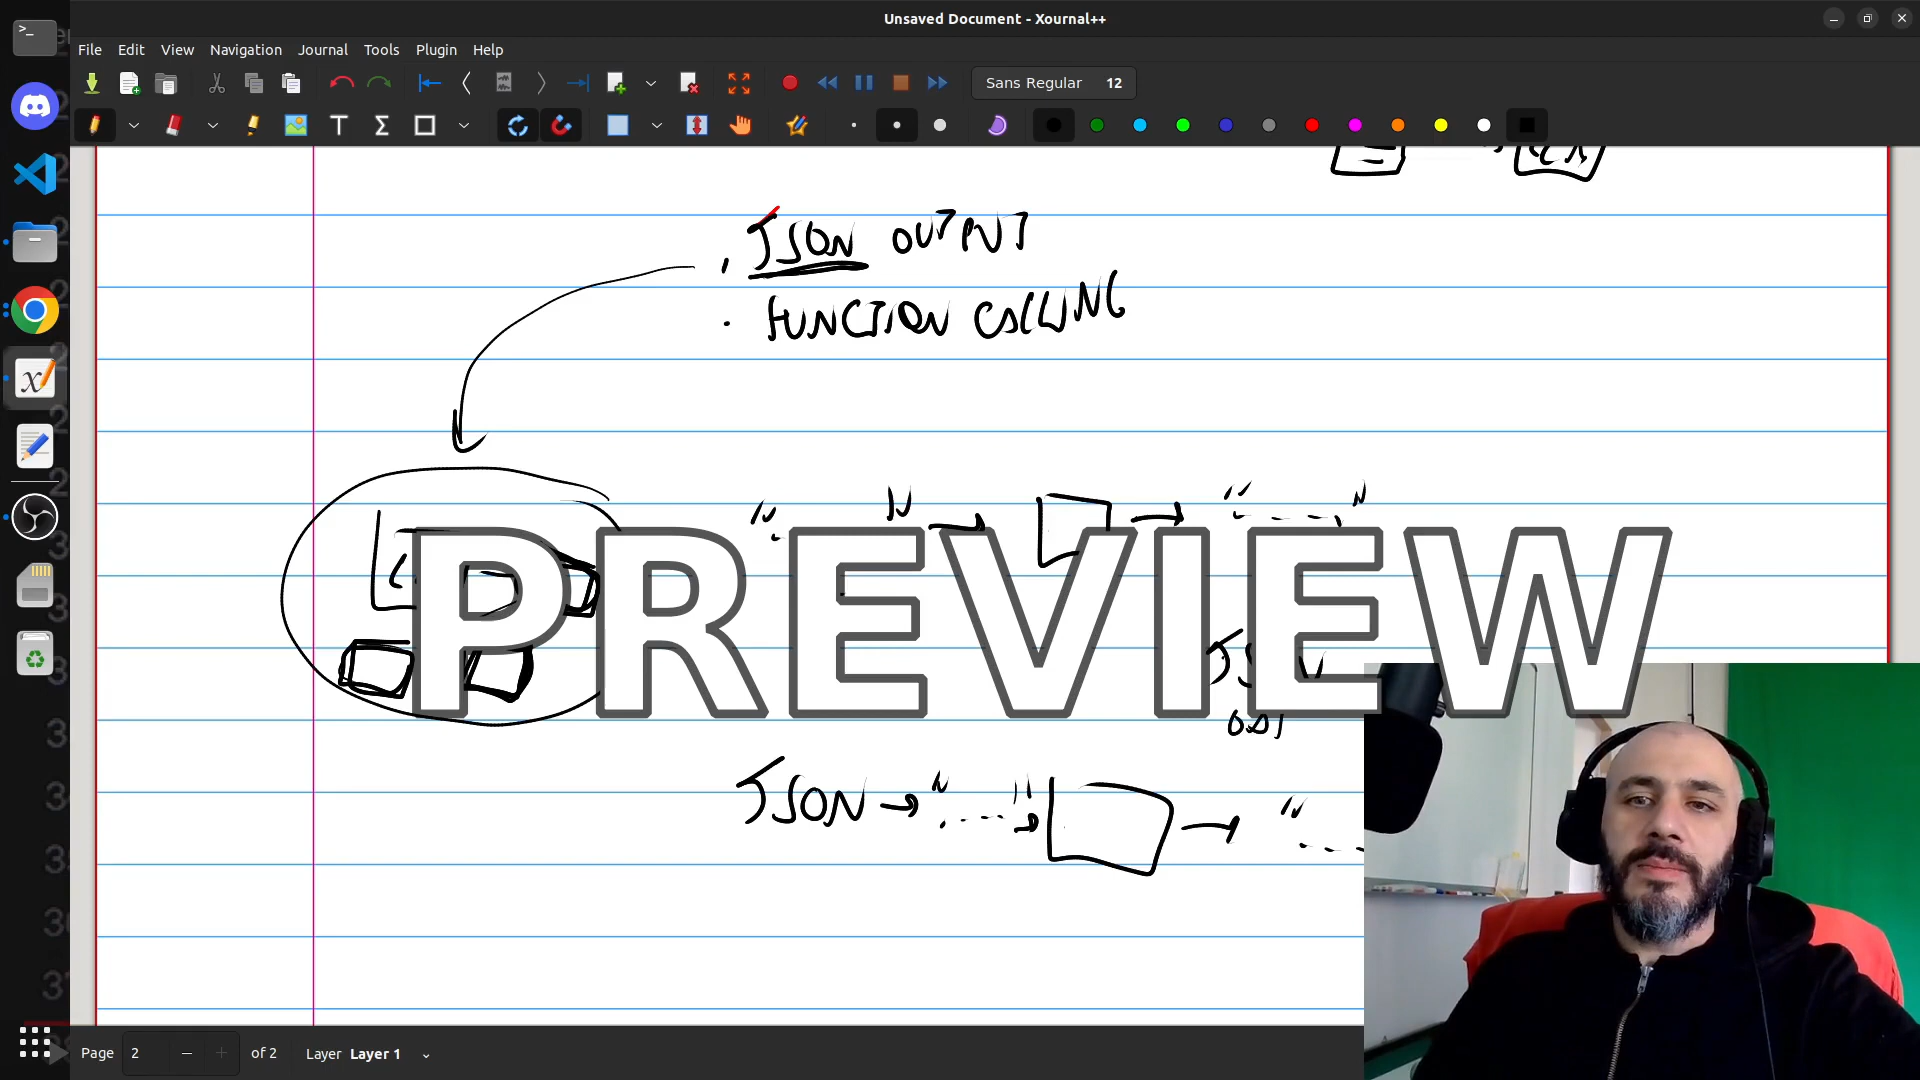 Unsaved Document - Xournal++
File Edit View Navigation Journal Tools Plugin Help
Sans Regular 12
. JSON OUTPUT
. FUNCTION CALLING
" " → → " "
PREVIEW
OBJ
JSON → " " → → "
Page 2 of 2 Layer Layer 1